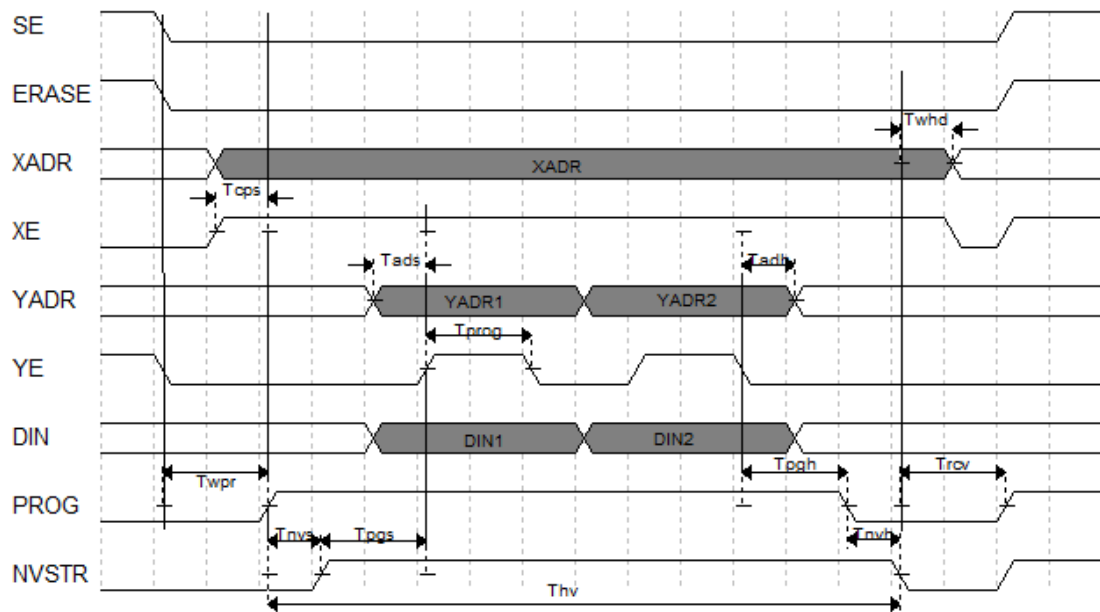 SE
ERASE
Twhd
XADR
XADR
Tcps
XE
Tads
Tadh
YADR
YADR1
YADR2
Tprog
YE
DIN
DIN1
DIN2
Twpr
Tpgh
Trcv
PROG
Tnvs
Tpgs
Tnvh
NVSTR
Thv